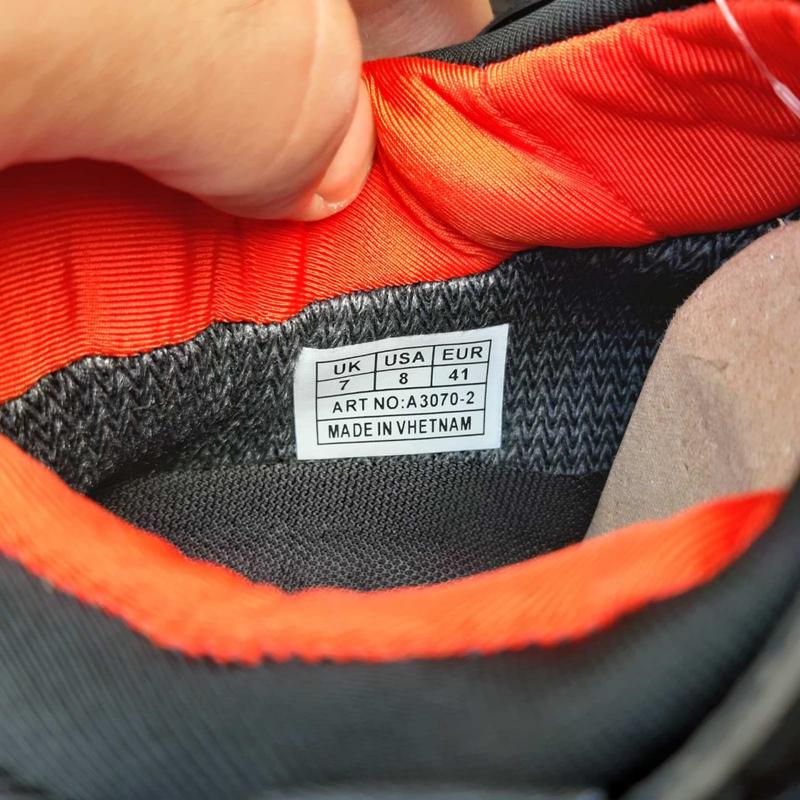 UK USA EUR
7 8 41
ART NO:A3070-2
MADE IN VHETNAM